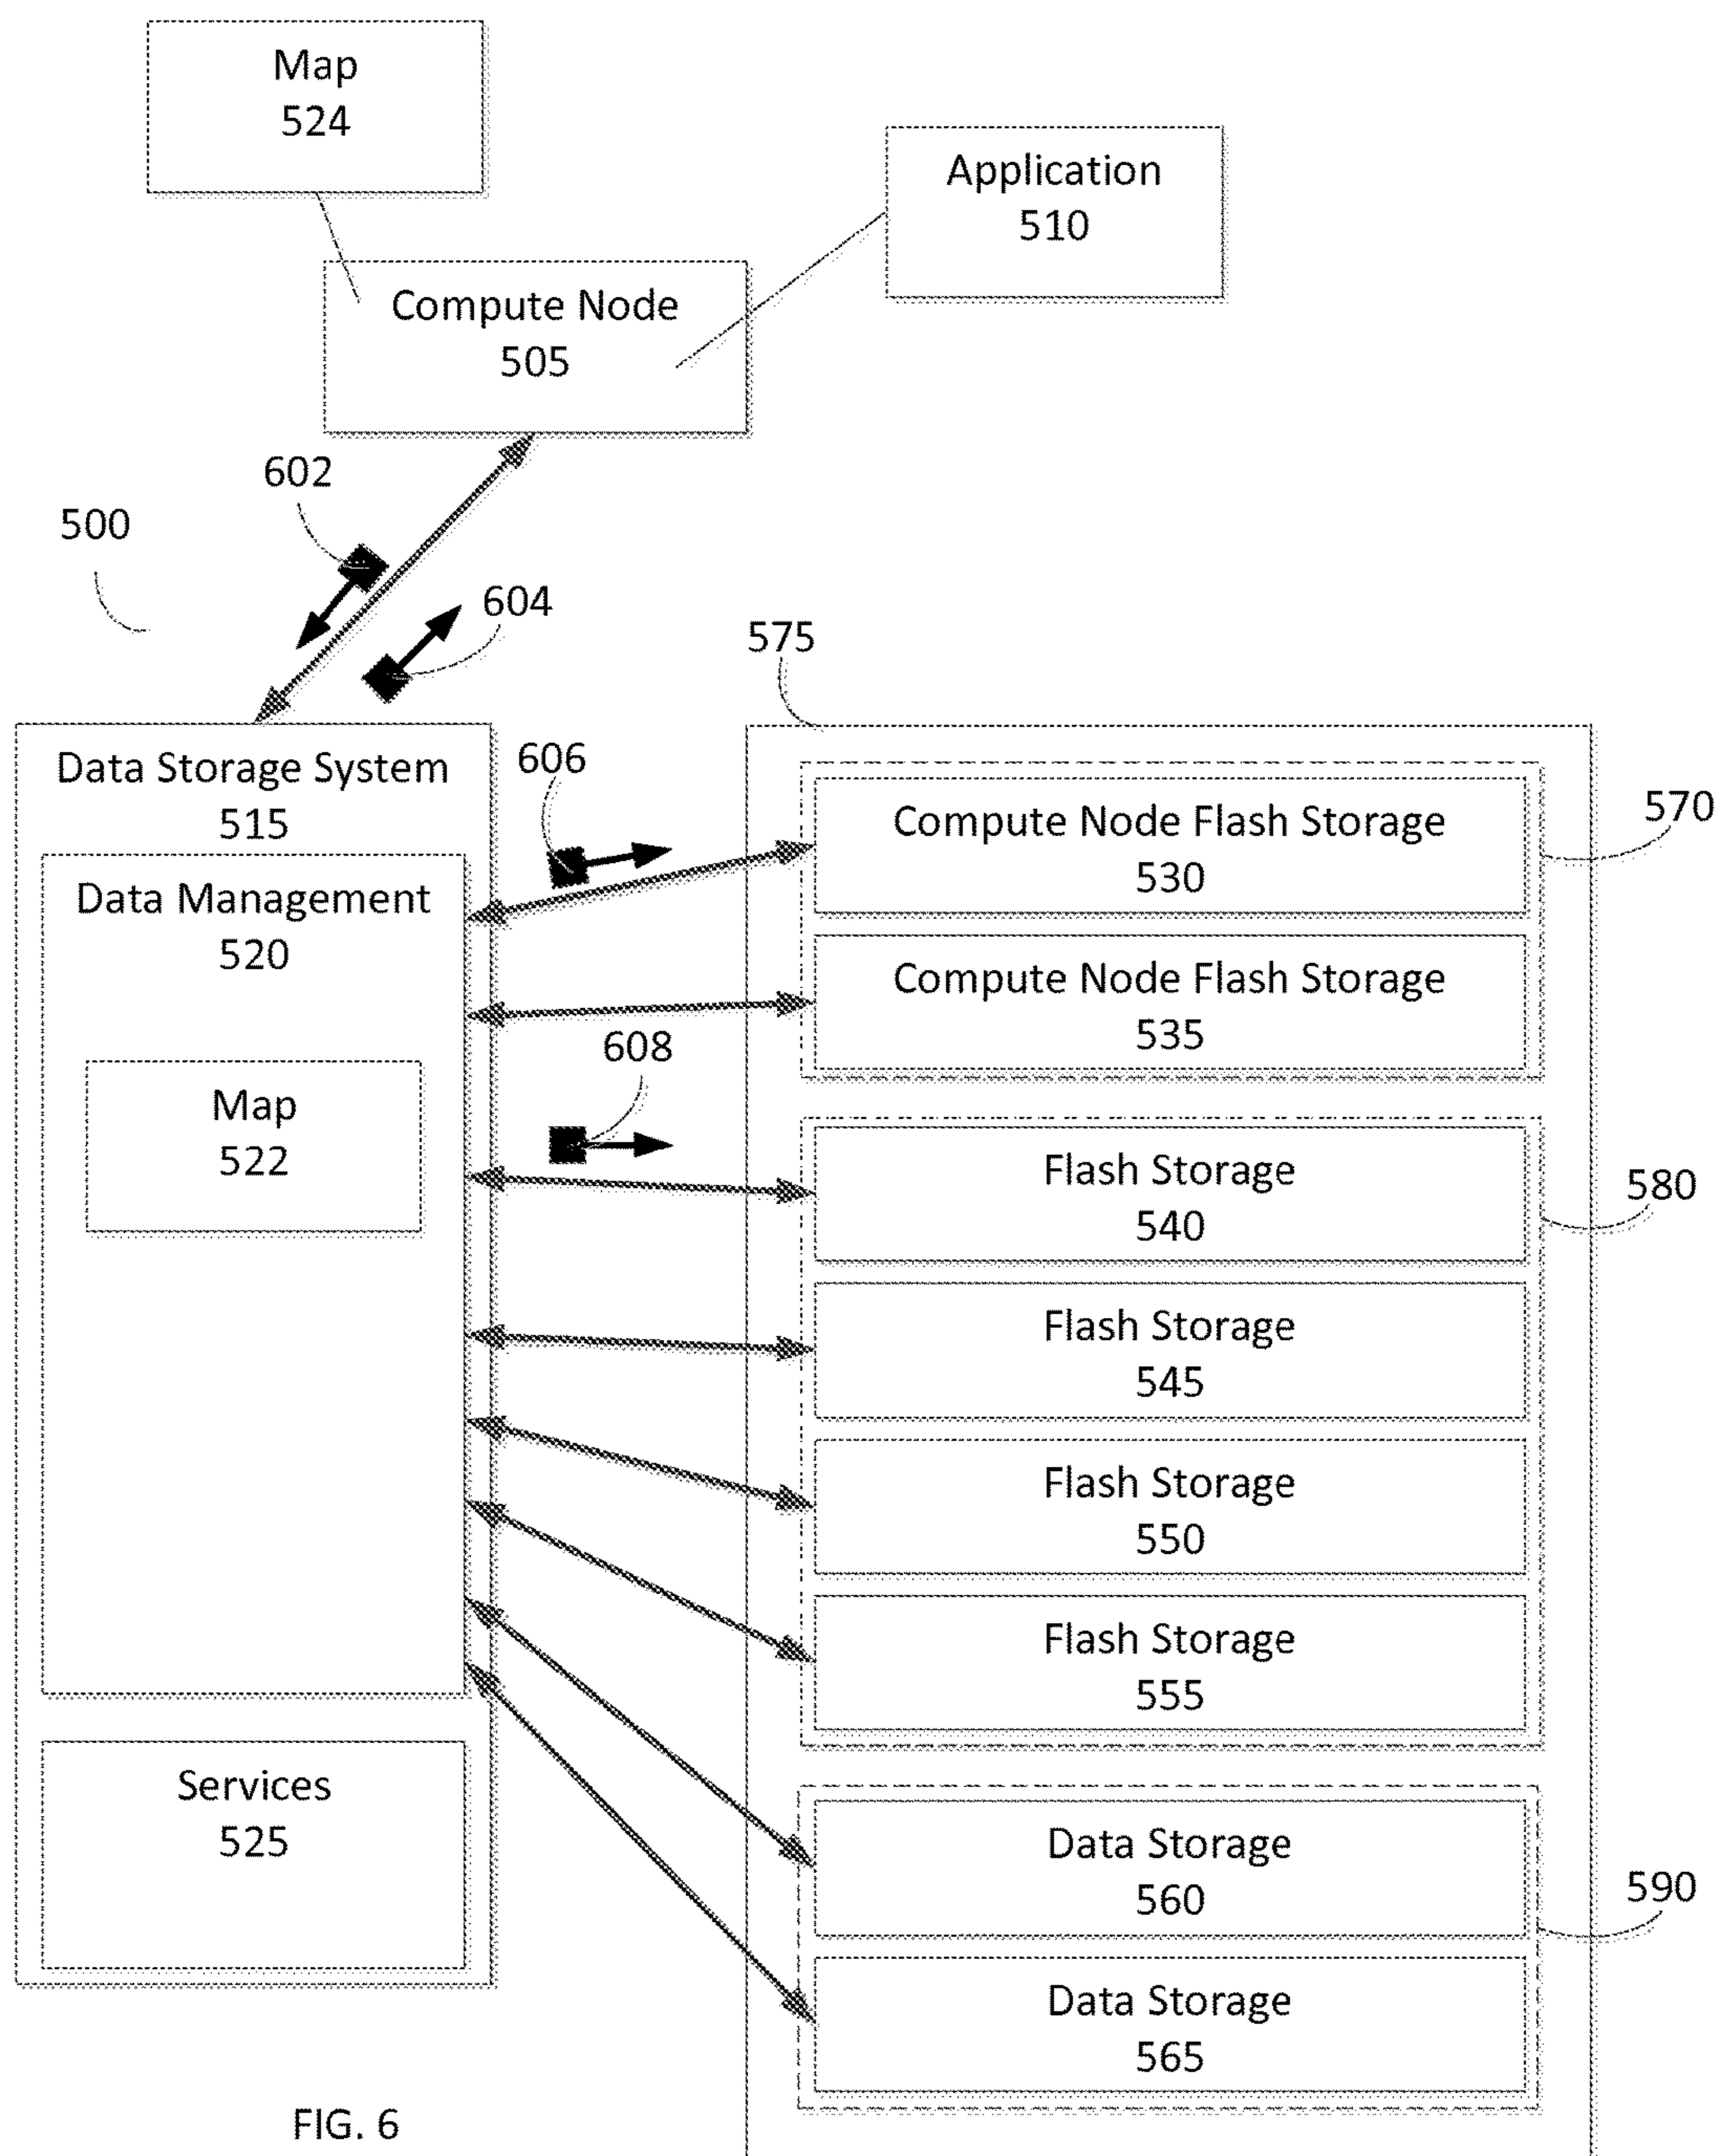 Map
524
Application
510
Compute Node
505
602
500
604
575
Data Storage System
515
606
570
Compute Node Flash Storage
530
Data Management
520
Compute Node Flash Storage
535
608
Map
522
Flash Storage
540
580
Flash Storage
545
Flash Storage
550
Flash Storage
555
Services
525
Data Storage
560
590
Data Storage
565
FIG. 6